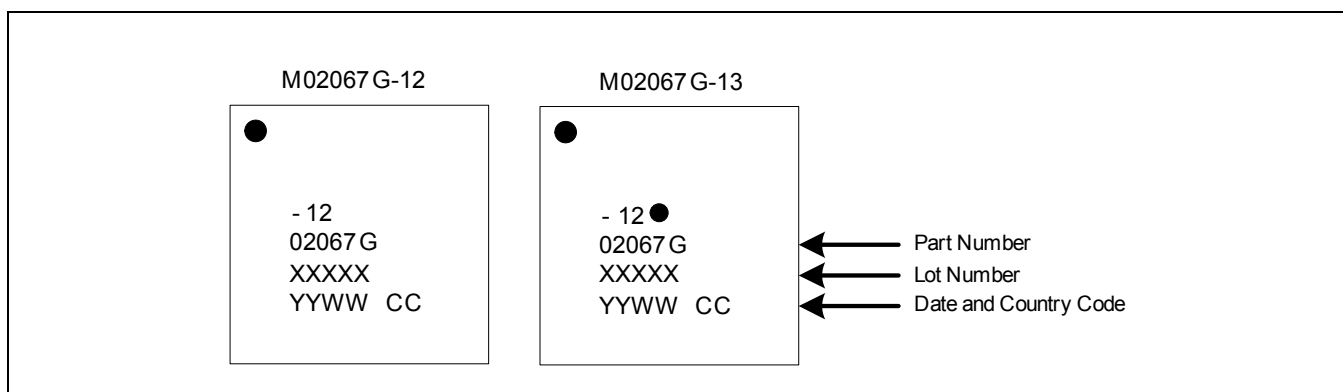 M02067G-12
- 12
02067G
XXXXX
YYWW CC
M02067G-13
- 12
02067G
XXXXX
YYWW CC
Part Number
Lot Number
Date and Country Code